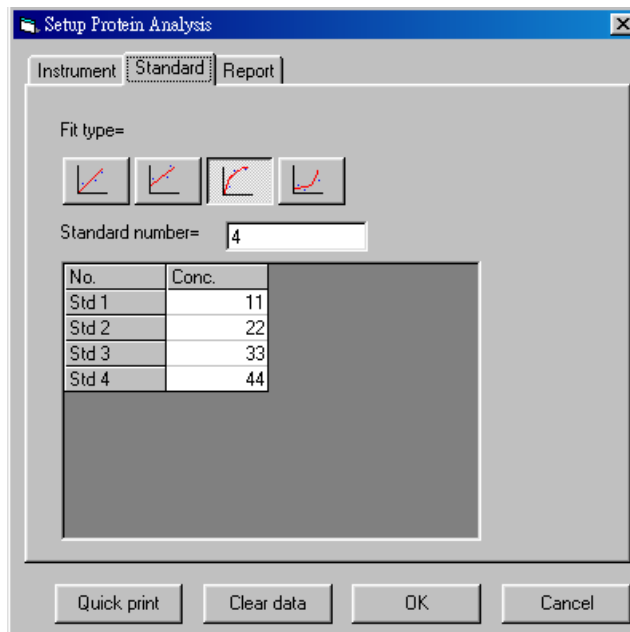 Setup Protein Analysis
Instrument Standard Report
Fit type=
Standard number= 4
No. Conc.
Std 1 11
Std 2 22
Std 3 33
Std 4 44
Quick print Clear data OK Cancel